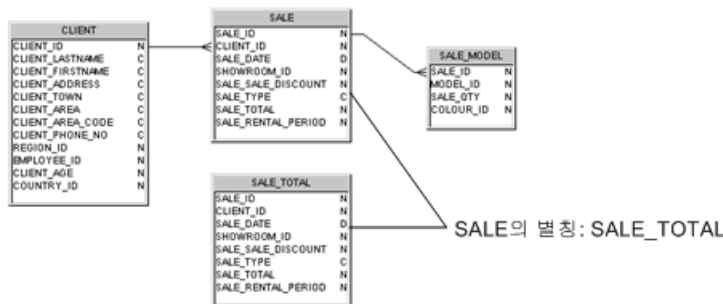 CLIENT
CLIENT_ID N
CLIENT_LASTNAME C
CLIENT_FIRSTNAME C
CLIENT_ADDRESS C
CLIENT_TOWN C
CLIENT_AREA C
CLIENT_AREA_CODE C
CLIENT_PHONE_NO C
REGION_ID N
EMPLOYEE_ID N
CLIENT_AGE N
COUNTRY_ID N
SALE
SALE_ID N
CLIENT_ID N
SALE_DATE D
SHOWROOM_ID N
SALE_SALE_DISCOUNT N
SALE_TYPE C
SALE_TOTAL N
SALE_RENTAL_PERIOD N
SALE_MODEL
SALE_ID N
MODEL_ID N
SALE_QTY N
COLOUR_ID N
SALE_TOTAL
SALE_ID N
CLIENT_ID N
SALE_DATE D
SHOWROOM_ID N
SALE_SALE_DISCOUNT N
SALE_TYPE C
SALE_TOTAL N
SALE_RENTAL_PERIOD N
SALE의 별칭: SALE_TOTAL